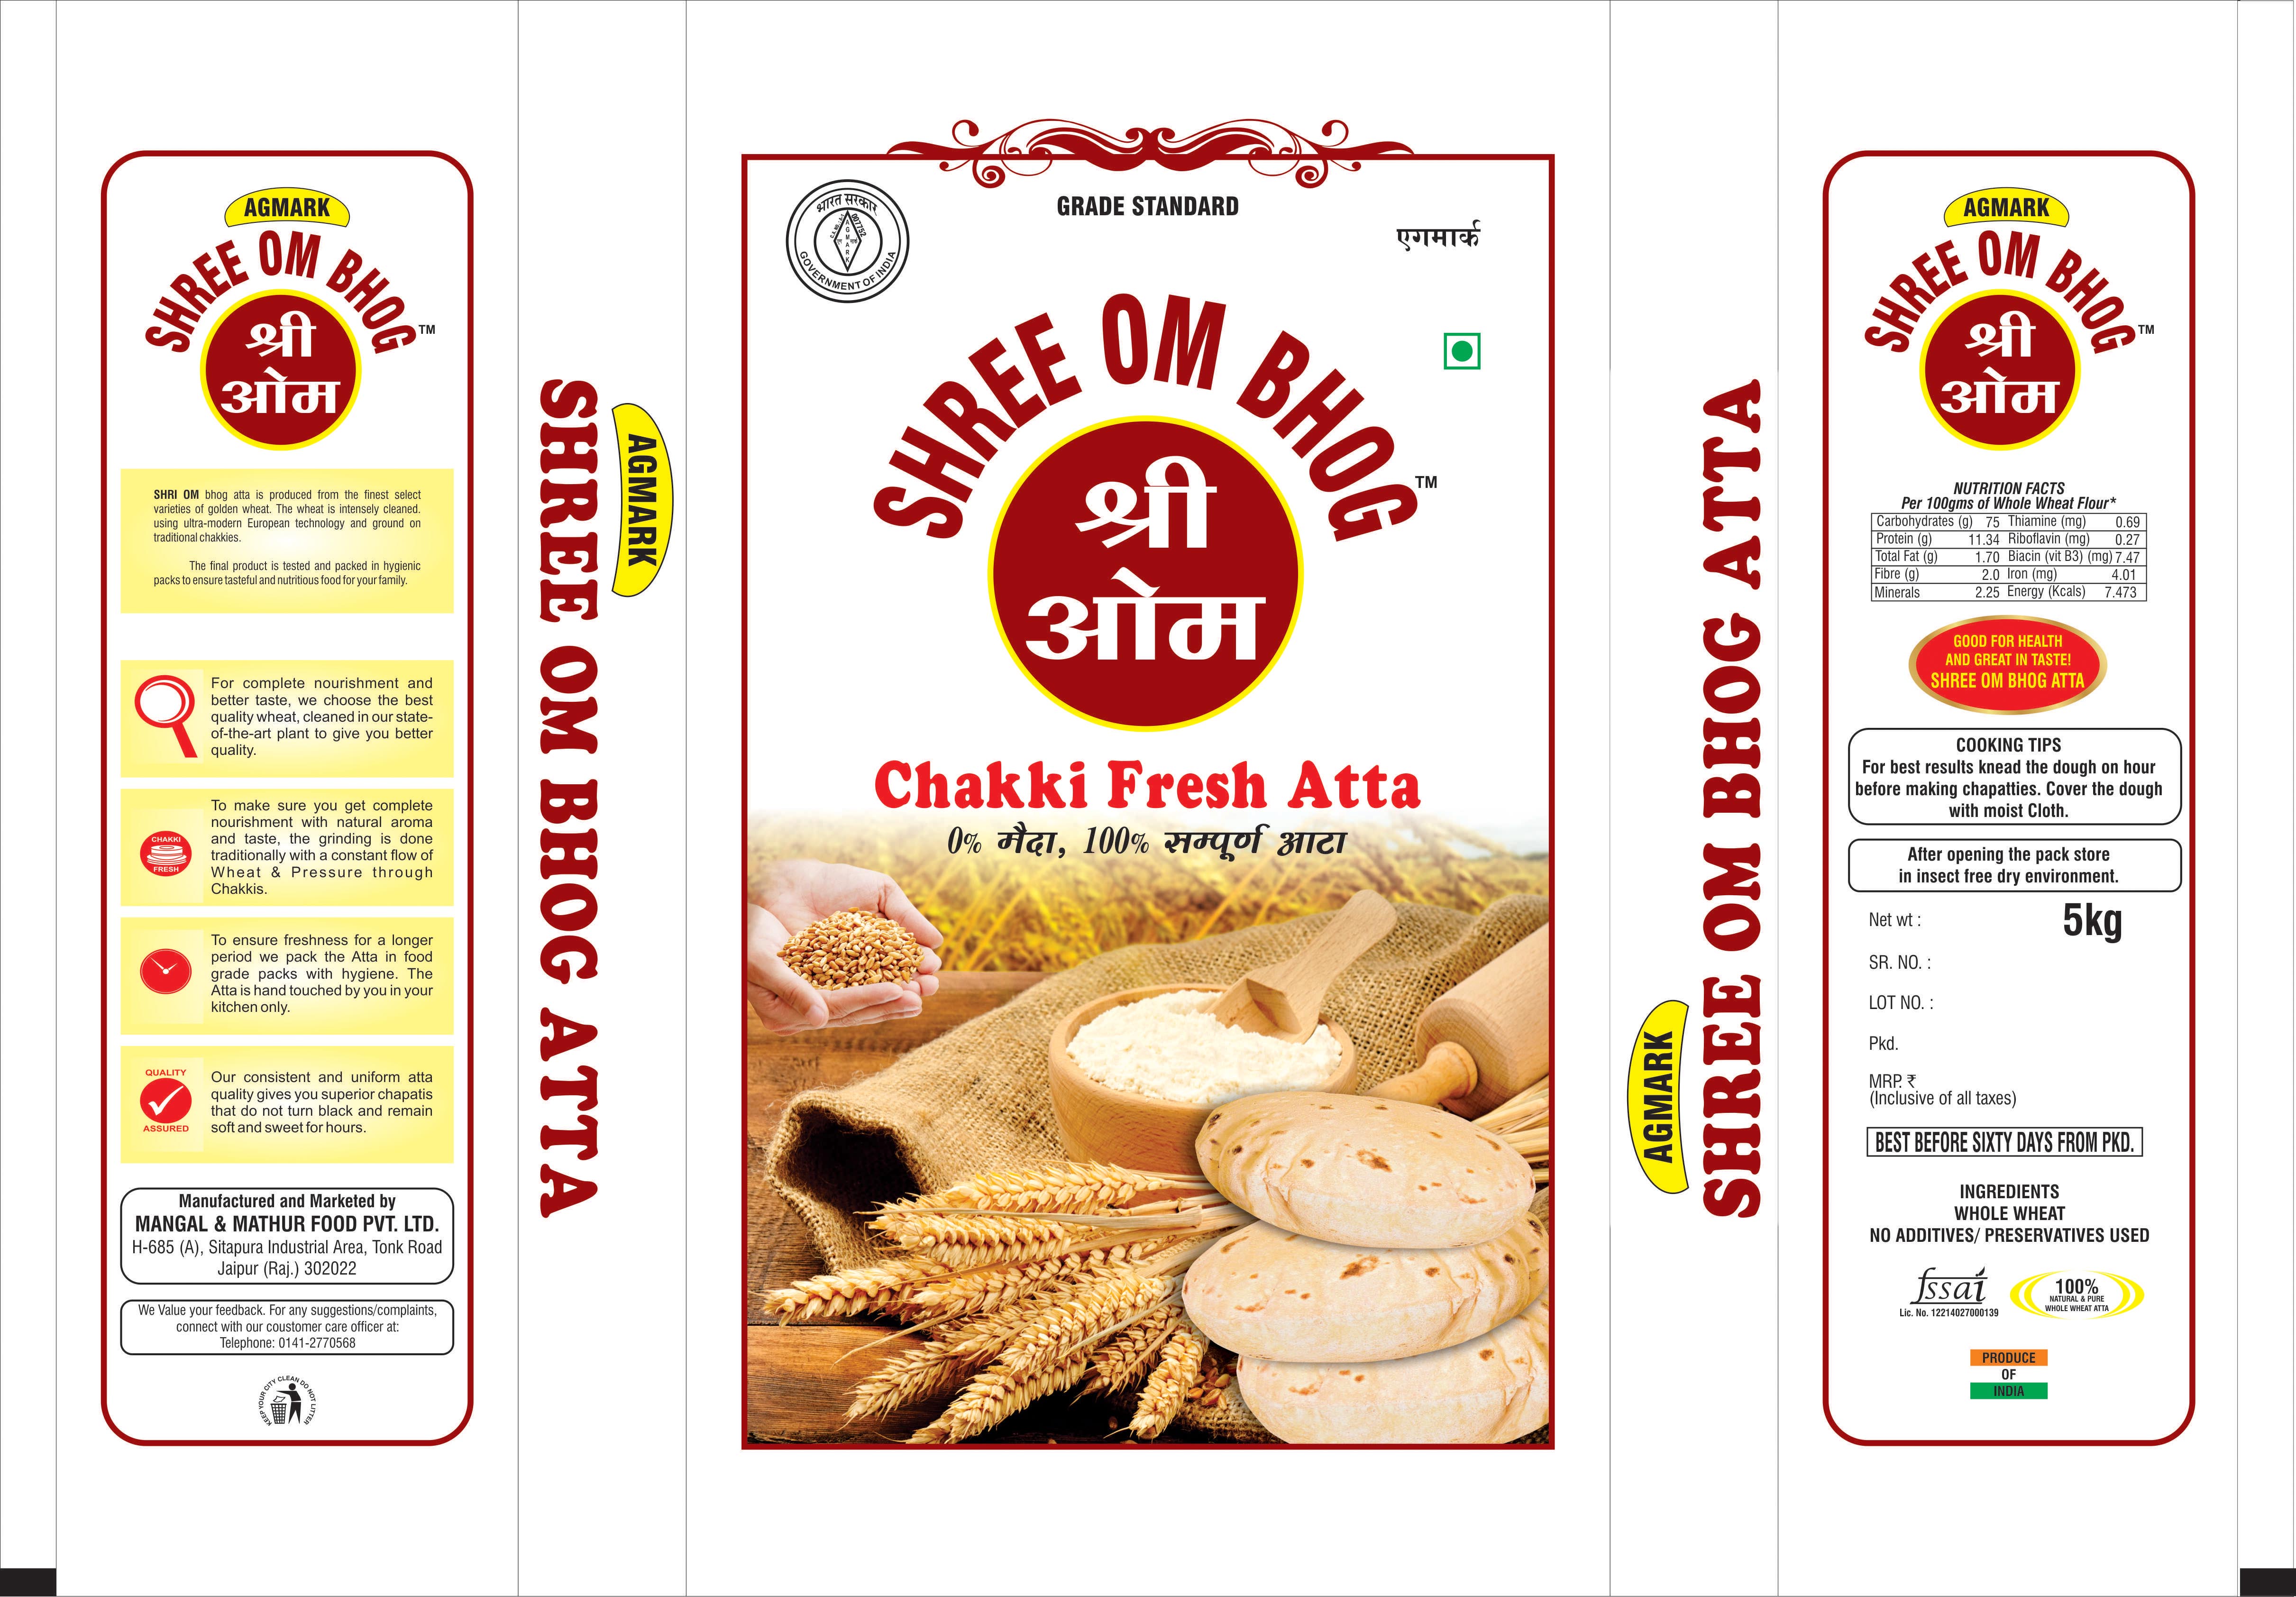 AGMARK
SHREE OM BHOG TM
श्री
ओम
SHRI OM bhog atta is produced from the finest select
varieties of golden wheat. The wheat is intensely cleaned.
using ultra-modern European technology and ground on
traditional chakkies.
The final product is tested and packed in hygienic
packs to ensure tasteful and nutritious food for your family.
For complete nourishment and
better taste, we choose the best
quality wheat, cleaned in our state-
of-the-art plant to give you better
quality.
CHAKKI
FRESH
To make sure you get complete
nourishment with natural aroma
and taste, the grinding is done
traditionally with a constant flow of
Wheat & Pressure through
Chakkis.
To ensure freshness for a longer
period we pack the Atta in food
grade packs with hygiene. The
Atta is hand touched by you in your
kitchen only.
QUALITY
ASSURED
Our consistent and uniform atta
quality gives you superior chapatis
that do not turn black and remain
soft and sweet for hours.
Manufactured and Marketed by
MANGAL & MATHUR FOOD PVT. LTD.
H-685 (A), Sitapura Industrial Area, Tonk Road
Jaipur (Raj.) 302022
We Value your feedback. For any suggestions/complaints,
connect with our coustomer care officer at:
Telephone: 0141-2770568
KEEP YOUR CITY CLEAN DO NOT LITTER
AGMARK
SHREE OM BHOG ATTA
भारत सरकार
AGMARK
007752
GOVERNMENT OF INDIA
GRADE STANDARD
एगमार्क
SHREE OM BHOG TM
श्री
ओम
Chakki Fresh Atta
0% मैदा, 100% सम्पूर्ण आटा
AGMARK
SHREE OM BHOG ATTA
AGMARK
SHREE OM BHOG TM
श्री
ओम
NUTRITION FACTS
Per 100gms of Whole Wheat Flour*
Carbohydrates (g) 75 Thiamine (mg) 0.69
Protein (g) 11.34 Riboflavin (mg) 0.27
Total Fat (g) 1.70 Biacin (vit B3) (mg) 7.47
Fibre (g) 2.0 Iron (mg) 4.01
Minerals 2.25 Energy (Kcals) 7.473
GOOD FOR HEALTH
AND GREAT IN TASTE!
SHREE OM BHOG ATTA
COOKING TIPS
For best results knead the dough on hour
before making chapatties. Cover the dough
with moist Cloth.
After opening the pack store
in insect free dry environment.
Net wt : 5kg
SR. NO. :
LOT NO. :
Pkd.
MRP. ₹
(Inclusive of all taxes)
BEST BEFORE SIXTY DAYS FROM PKD.
INGREDIENTS
WHOLE WHEAT
NO ADDITIVES/ PRESERVATIVES USED
fssai
Lic. No. 12214027000139
100%
NATURAL & PURE
WHOLE WHEAT ATTA
PRODUCE
OF
INDIA